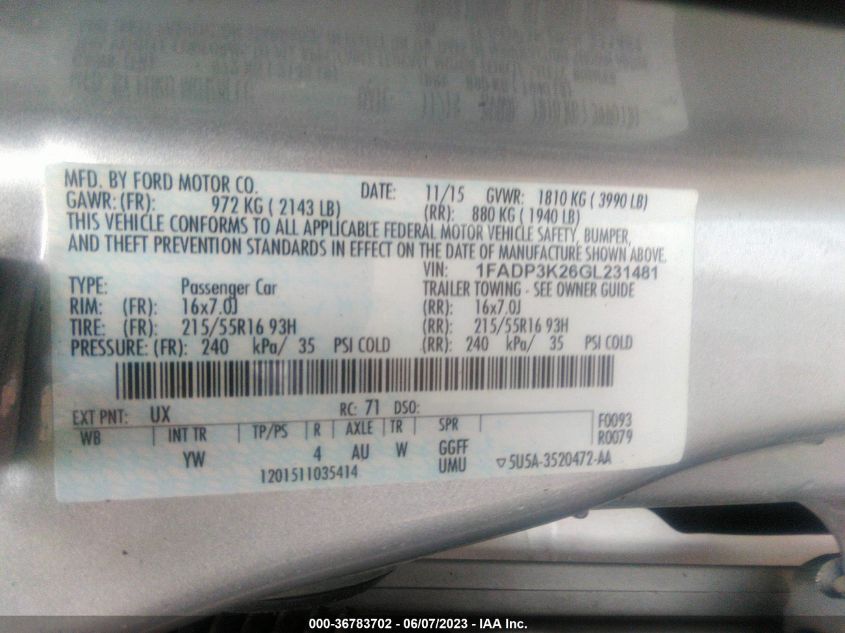 MFD. BY FORD MOTOR CO. DATE: 11/15 GVWR: 1810 KG ( 3990 LB)
GAWR: (FR): 972 KG ( 2143 LB) (RR): 880 KG ( 1940 LB)
THIS VEHICLE CONFORMS TO ALL APPLICABLE FEDERAL MOTOR VEHICLE SAFETY, BUMPER,
AND THEFT PREVENTION STANDARDS IN EFFECT ON THE DATE OF MANUFACTURE SHOWN ABOVE.
VIN: 1FADP3K26GL231481
TYPE: Passenger Car TRAILER TOWING - SEE OWNER GUIDE
RIM: (FR): 16x7.0J (RR): 16x7.0J
TIRE: (FR): 215/55R16 93H (RR): 215/55R16 93H
PRESSURE: (FR): 240 kPa/ 35 PSI COLD (RR): 240 kPa/ 35 PSI COLD
EXT PNT: UX RC: 71 DSO: F0093
WB INT TR TP/PS R AXLE TR SPR R0079
YW 4 AU W GGFF
UMU
1201511035414 ▽5U5A-3520472-AA
000-36783702 - 06/07/2023 - IAA Inc.